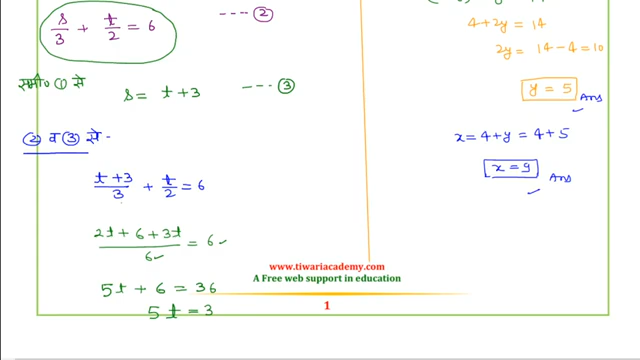 s/3 + t/2 = 6 ---- ②
समी० ① से
s = t + 3 ---- ③
② व ③ से -
(t+3)/3 + t/2 = 6
(2t + 6 + 3t)/6 = 6
5t + 6 = 36
5t = 3
4 + 2y = 14
2y = 14 - 4 = 10
y = 5 Ans
x = 4 + y = 4 + 5
x = 9 Ans
www.tiwariacademy.com
A Free web support in education
1